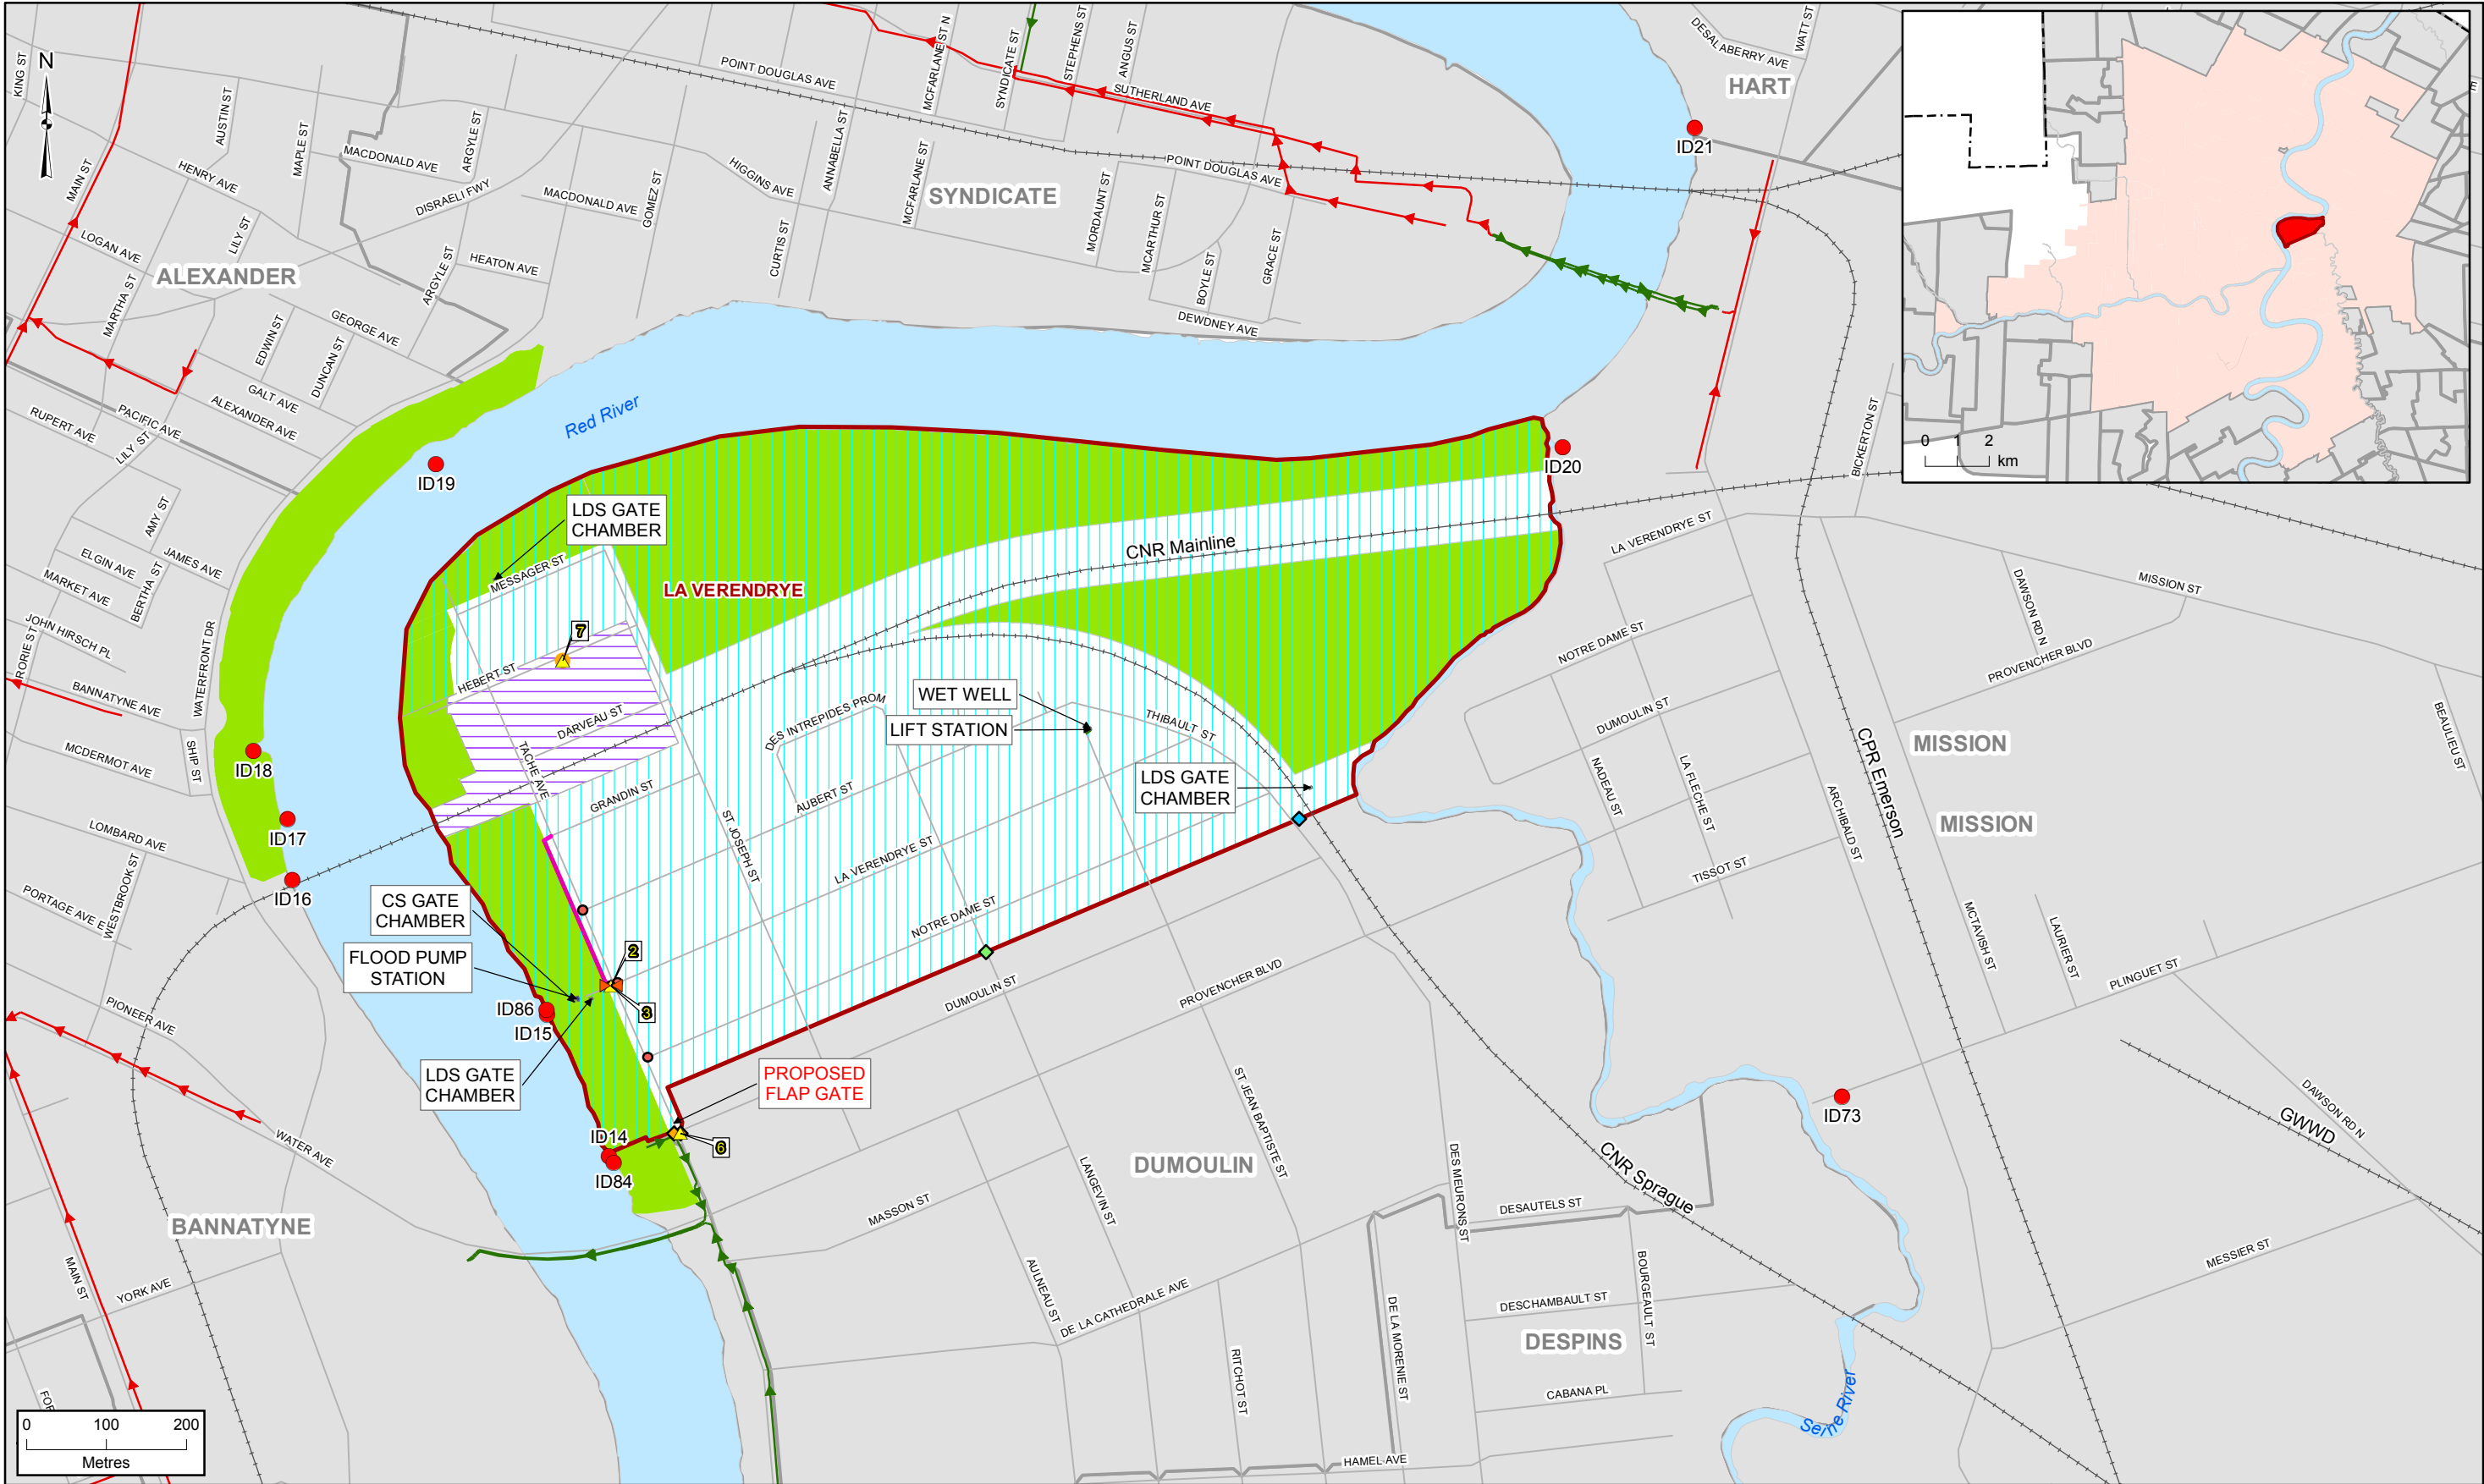 N
KING ST
MAIN ST
AUSTIN ST
MAPLE ST
HENRY AVE
MACDONALD AVE
ARGYLE ST
DISRAELI FWY
MACDONALD AVE
GOMEZ ST
POINT DOUGLAS AVE
MCFARLANE ST N
SYNDICATE ST
STEPHENS ST
ANGUS ST
SUTHERLAND AVE
ANNABELLA ST
HIGGINS AVE
CURTIS ST
MCFARLANE ST
SYNDICATE
POINT DOUGLAS AVE
MORDAUNT ST
MCARTHUR ST
BOYLE ST
GRACE ST
DEWDNEY AVE
DESALABERRY AVE
WATT ST
HART
ID21
0 1 2
km
LOGAN AVE
LILY ST
ALEXANDER
MARTHA ST
ARGYLE ST
HEATON AVE
GEORGE AVE
EDWIN ST
DUNCAN ST
GALT AVE
ALEXANDER AVE
PACIFIC AVE
RUPERT AVE
LILY ST
Red River
ID19
ID20
BICKERTON ST
AMY ST
JAMES AVE
ELGIN AVE
MARKET AVE
BERTHA ST
JOHN HIRSCH PL
RORIE ST
BANNATYNE AVE
WATERFRONT DR
MCDERMOT AVE
SHIP ST
ID18
ID17
ID16
LOMBARD AVE
WESTBROOK ST
PORTAGE AVE E
LDS GATE
CHAMBER
MESSAGER ST
LA VERENDRYE
CNR Mainline
7
HEBERT ST
DARVEAU ST
TACHE AVE
GRANDIN ST
DES INTREPIDES PROM
AUBERT ST
ST JOSEPH ST
LA VERENDRYE ST
NOTRE DAME ST
WET WELL
LIFT STATION
THIBAULT ST
LDS GATE
CHAMBER
LA VERENDRYE ST
NOTRE DAME ST
DUMOULIN ST
NADEAU ST
LA FLECHE ST
TISSOT ST
ARCHIBALD ST
CPR Emerson
DAWSON RD N
MISSION ST
PROVENCHER BLVD
MISSION
MISSION
BEAULIEU ST
MCTAVISH ST
LAURIER ST
PLINGUET ST
CS GATE
CHAMBER
FLOOD PUMP
STATION
2
3
ID86
ID15
LDS GATE
CHAMBER
PROPOSED
FLAP GATE
6
ID14
ID84
DUMOULIN ST
PROVENCHER BLVD
ST JEAN BAPTISTE ST
DUMOULIN
LANGEVIN ST
MASSON ST
AULNEAU ST
DE LA CATHEDRALE AVE
RITCHOT ST
DES MEURONS ST
DE LA MORENIE ST
DESAUTELS ST
DESCHAMBAULT ST
BOURGEAULT ST
DESPINS
CABANA PL
HAMEL AVE
CNR Sprague
ID73
DAWSON RD N
GWWD
MESSIER ST
Seine River
PIONEER AVE
WATER AVE
BANNATYNE
MAIN ST
YORK AVE
0 100 200
Metres